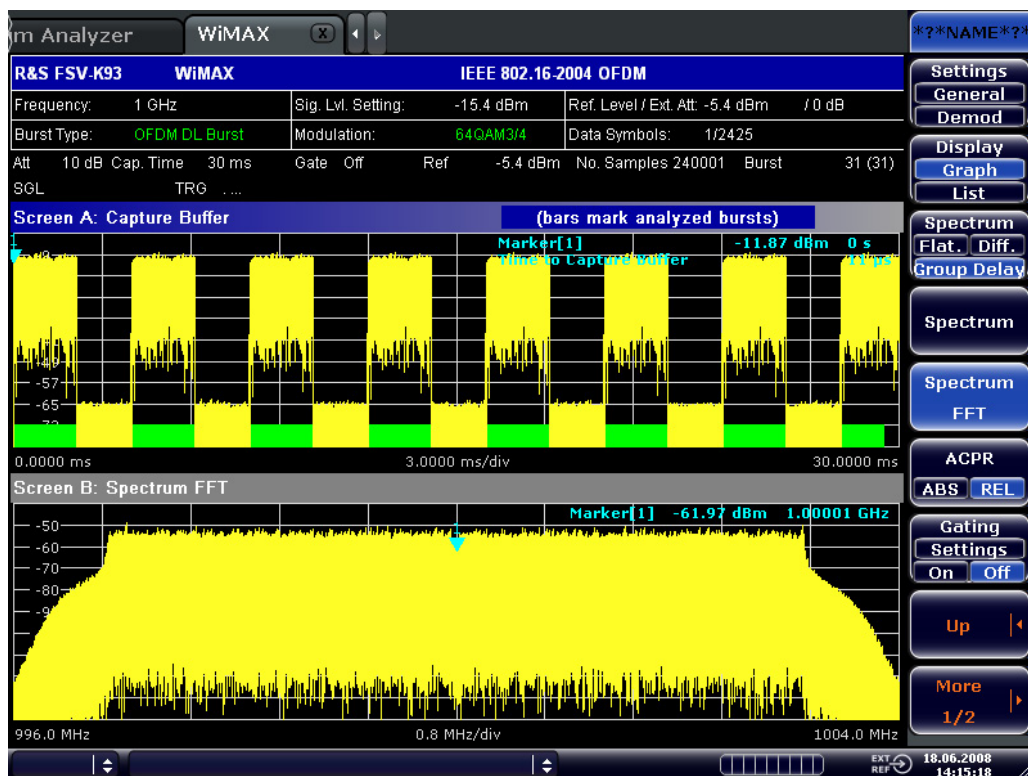 m Analyzer WiMAX X
*?*NAME*?*
R&S FSV-K93 WiMAX IEEE 802.16-2004 OFDM
Frequency: 1 GHz Sig. Lvl. Setting: -15.4 dBm Ref. Level / Ext. Att: -5.4 dBm / 0 dB
Burst Type: OFDM DL Burst Modulation: 64QAM3/4 Data Symbols: 1/2425
Att 10 dB Cap. Time 30 ms Gate Off Ref -5.4 dBm No. Samples 240001 Burst 31 (31)
SGL TRG ....
Screen A: Capture Buffer (bars mark analyzed bursts)
1
Marker[1] -11.87 dBm 0 s
Time to Capture Buffer 11 ps
-57
-65
0.0000 ms 3.0000 ms/div 30.0000 ms
Screen B: Spectrum FFT
Marker[1] -61.97 dBm 1.00001 GHz
1
-50
-60
-70
-80
996.0 MHz 0.8 MHz/div 1004.0 MHz
Settings
General
Demod
Display
Graph
List
Spectrum
Flat. Diff.
Group Delay
Spectrum
Spectrum
FFT
ACPR
ABS REL
Gating
Settings
On Off
Up
More
1/2
EXT
REF
18.06.2008
14:15:18